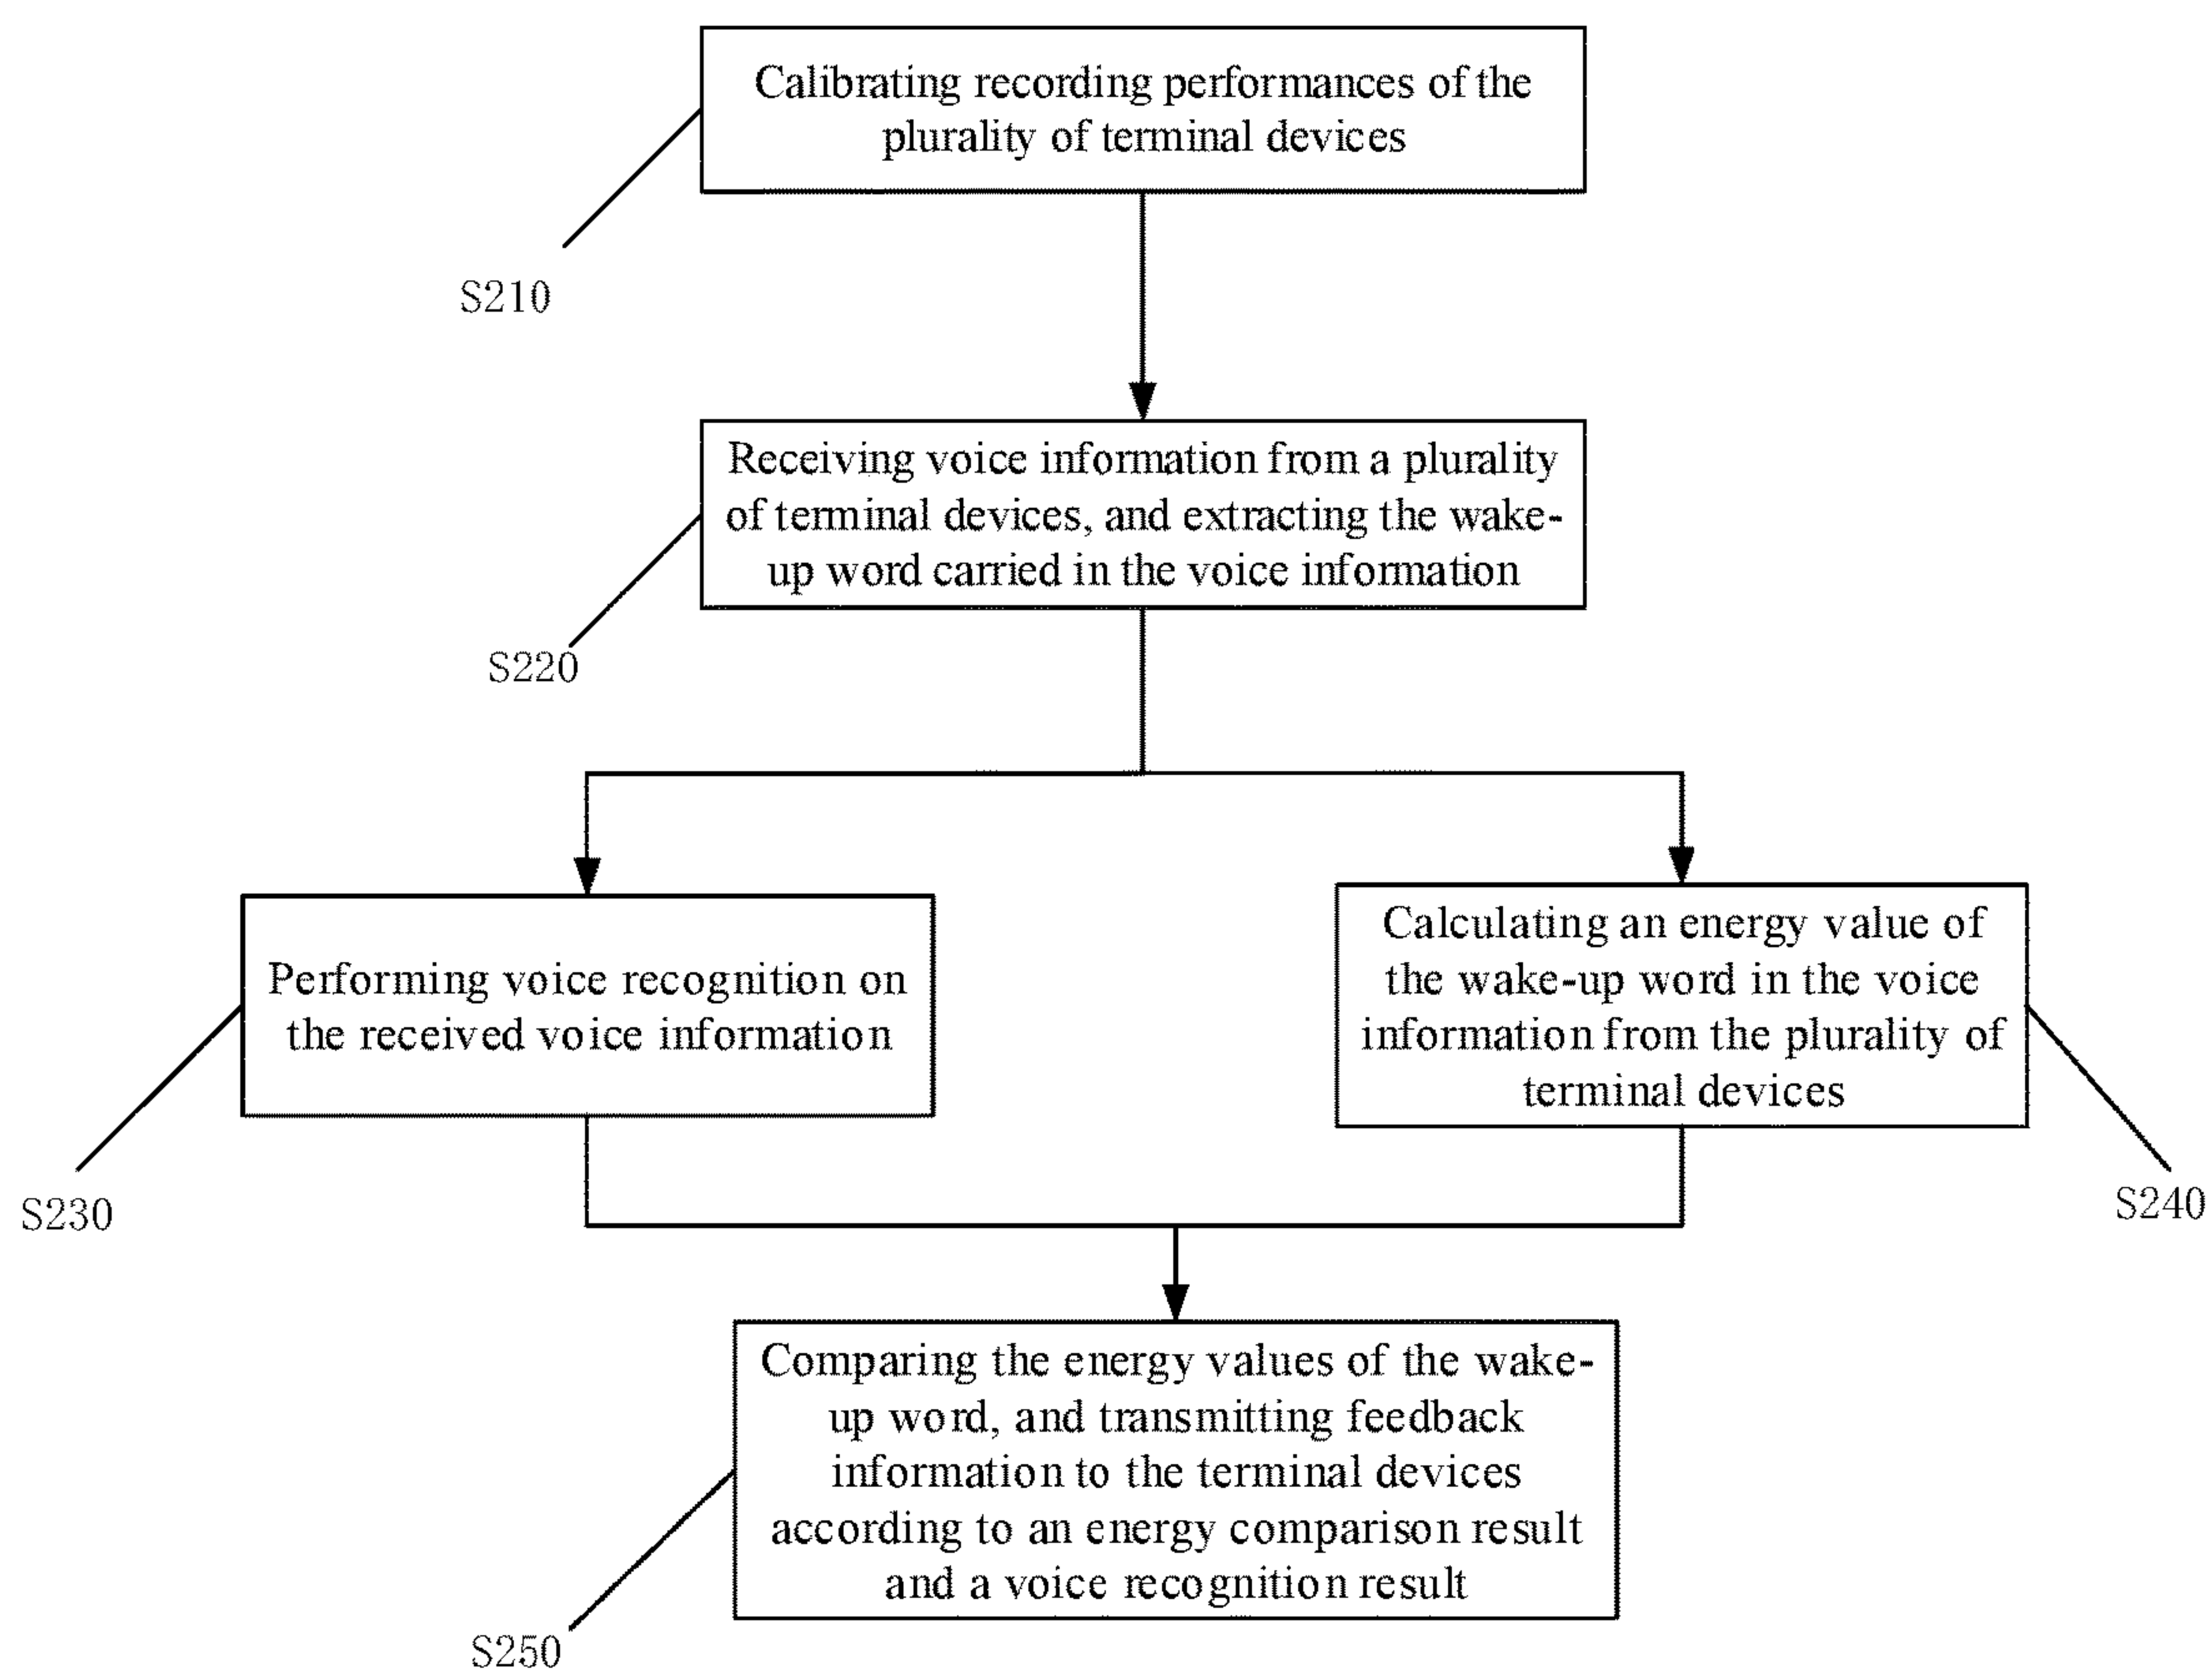 Calibrating recording performances of the
plurality of terminal devices
S210
Receiving voice information from a plurality
of terminal devices, and extracting the wake-
up word carried in the voice information
S220
Performing voice recognition on
the received voice information
S230
Calculating an energy value of
the wake-up word in the voice
information from the plurality of
terminal devices
S240
Comparing the energy values of the wake-
up word, and transmitting feedback
information to the terminal devices
according to an energy comparison result
and a voice recognition result
S250